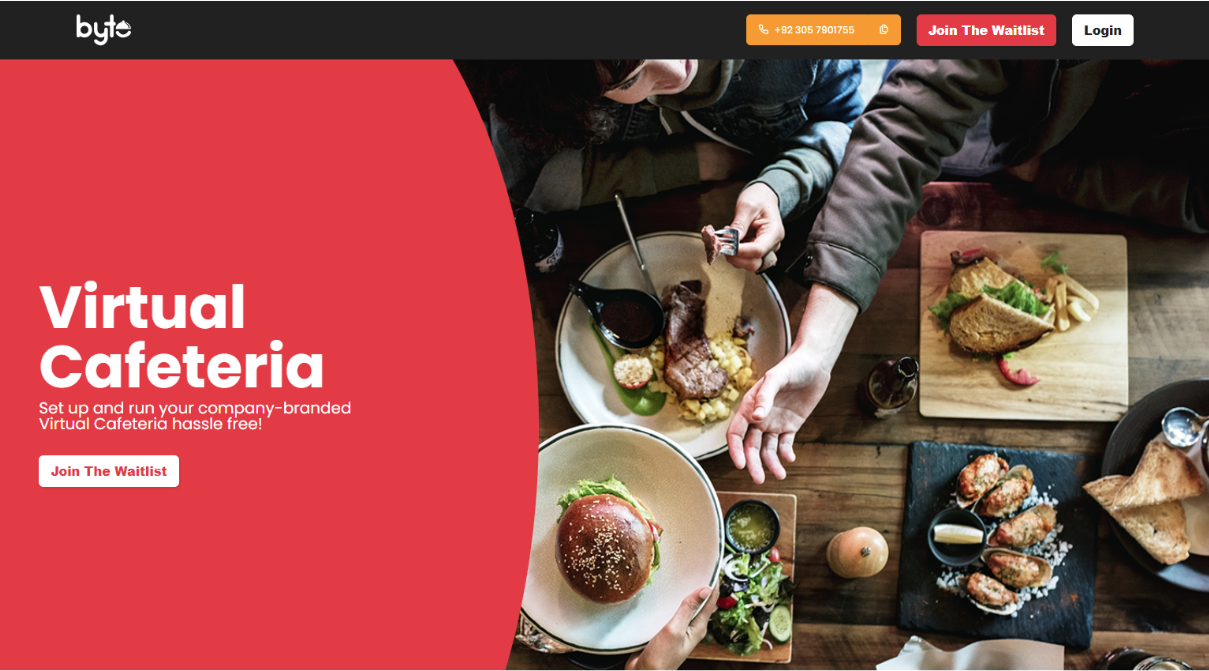 byte
+92 305 7901755
Join The Waitlist
Login
Virtual
Cafeteria
Set up and run your company-branded
Virtual Cafeteria hassle free!
Join The Waitlist